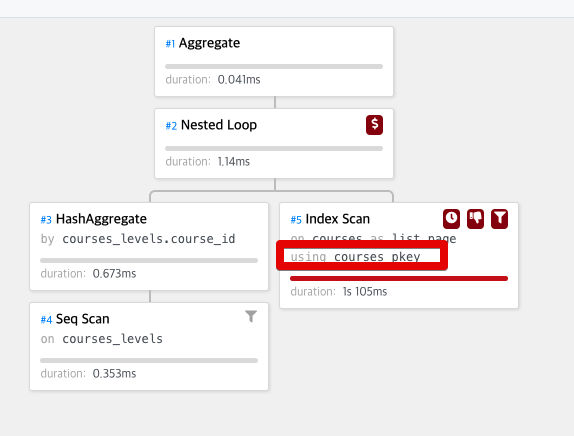 #1 Aggregate
duration: 0.041ms
#2 Nested Loop
$
duration: 1.14ms
#3 HashAggregate
by courses_levels.course_id
duration: 0.673ms
#5 Index Scan
on courses as list_page
using courses_pkey
duration: 1s 105ms
#4 Seq Scan
on courses_levels
duration: 0.353ms